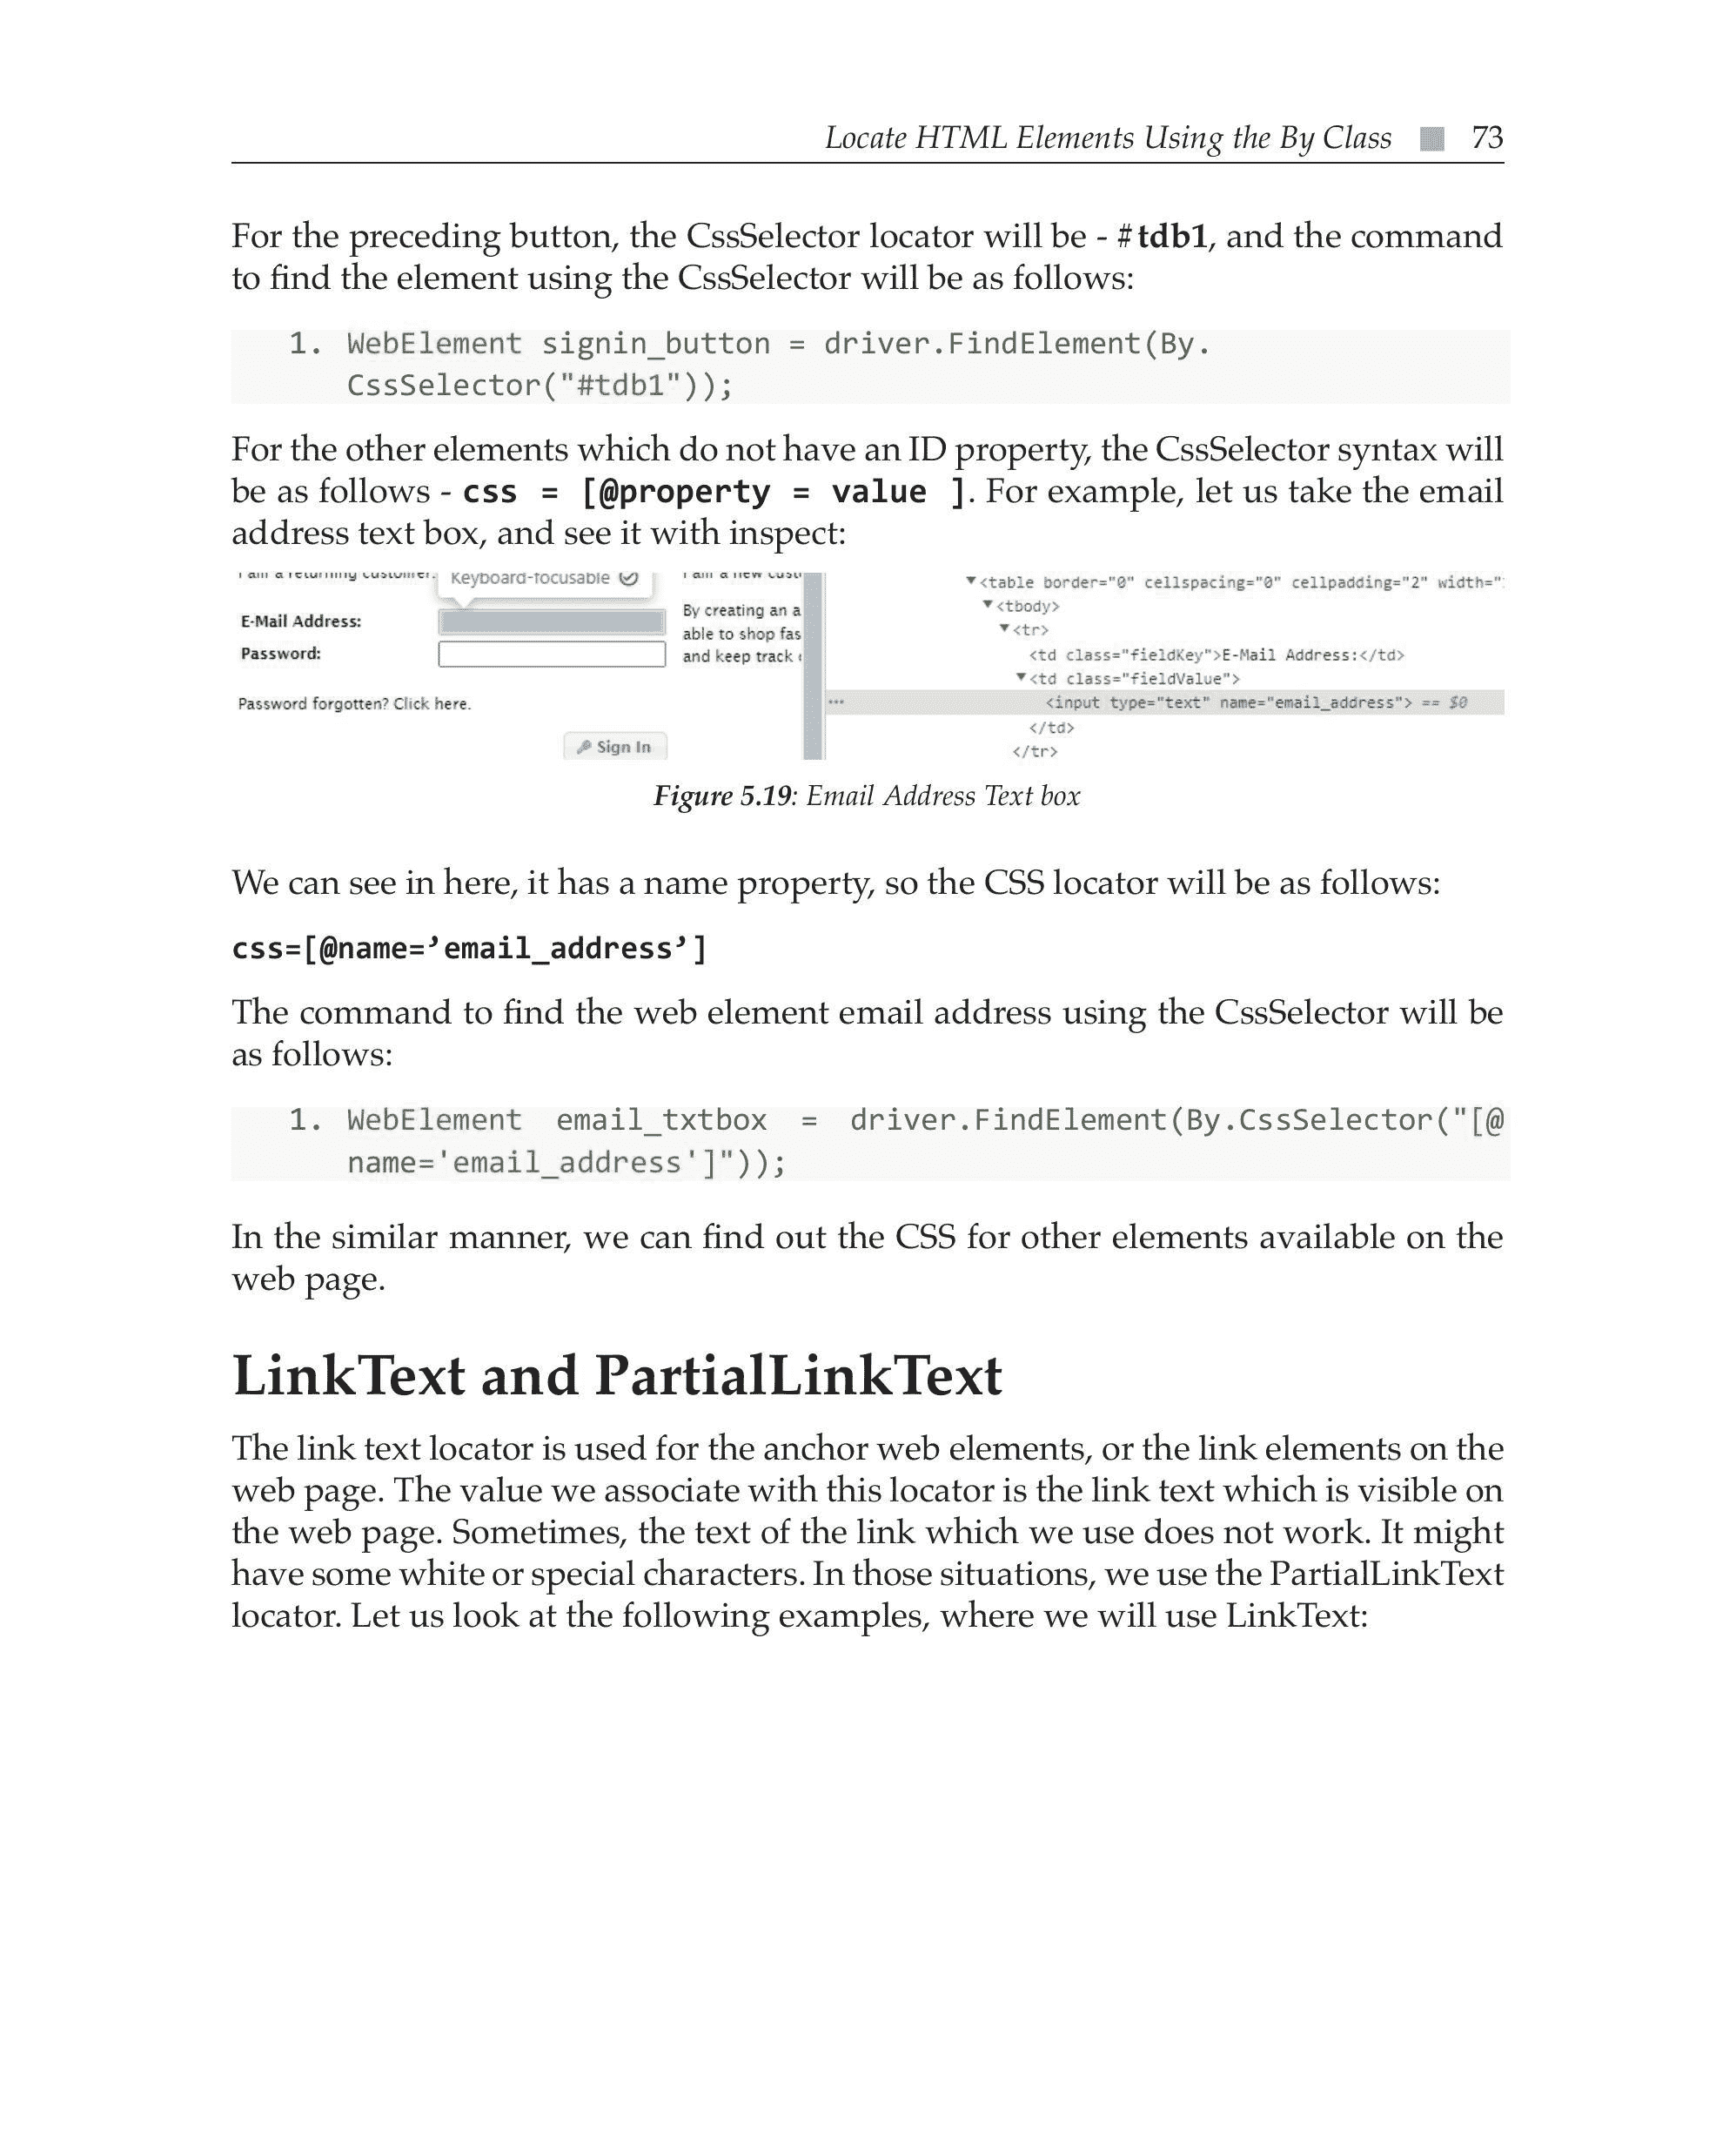 Locate HTML Elements Using the By Class 73
For the preceding button, the CssSelector locator will be - #tdb1, and the command
to find the element using the CssSelector will be as follows:
1. WebElement signin_button = driver.FindElement(By.
CssSelector("#tdb1"));
For the other elements which do not have an ID property, the CssSelector syntax will
be as follows - css = [@property = value ]. For example, let us take the email
address text box, and see it with inspect:
I am a returning customer. Keyboard-focusable I am a new
E-Mail Address:
Password:
Password forgotten? Click here.
Sign In
By creating an a
able to shop fas
and keep track
▼<table border="0" cellspacing="0" cellpadding="2" width="
▼<tbody>
▼<tr>
<td class="fieldKey">E-Mail Address:</td>
▼<td class="fieldValue">
... <input type="text" name="email_address"> == $0
</td>
</tr>
Figure 5.19: Email Address Text box
We can see in here, it has a name property, so the CSS locator will be as follows:
css=[@name=’email_address’]
The command to find the web element email address using the CssSelector will be
as follows:
1. WebElement email_txtbox = driver.FindElement(By.CssSelector("[@
name='email_address']"));
In the similar manner, we can find out the CSS for other elements available on the
web page.
LinkText and PartialLinkText
The link text locator is used for the anchor web elements, or the link elements on the
web page. The value we associate with this locator is the link text which is visible on
the web page. Sometimes, the text of the link which we use does not work. It might
have some white or special characters. In those situations, we use the PartialLinkText
locator. Let us look at the following examples, where we will use LinkText: